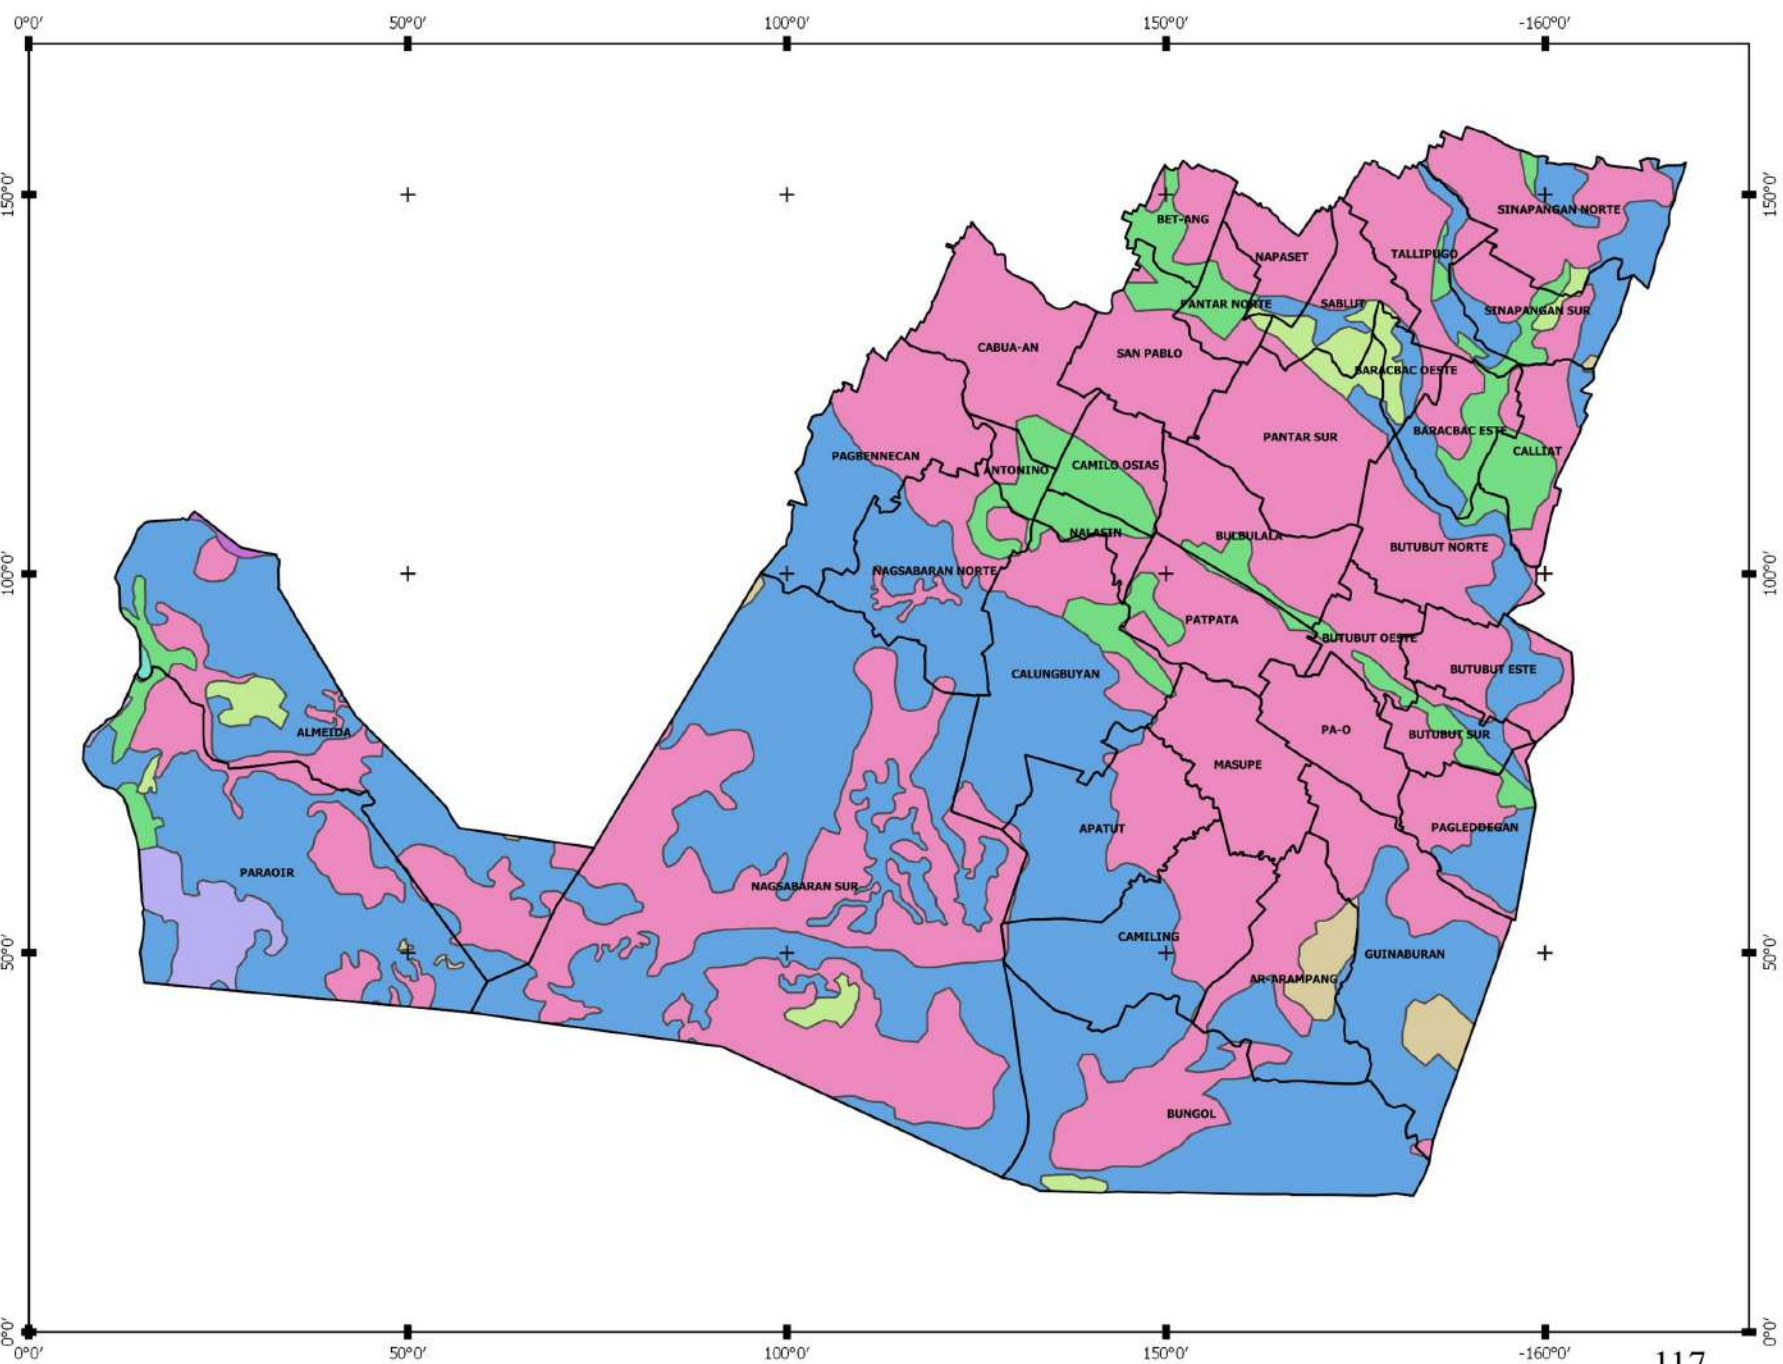 0°0′ 50°0′ 100°0′ 150°0′ -160°0′
150°0′ 150°0′
SINAPANGAN NORTE
BET-ANG
TALLIPUGO
NAPASET
PANTAR NORTE
SABLUT
SINAPANGAN SUR
CABUA-AN
SAN PABLO
BARACBAC OESTE
BARACBAC ESTE
PANTAR SUR
CALLIAT
PAGBENNECAN
CAMILO OSIAS
ANTONINO
NALASIN
BULBULALA
BUTUBUT NORTE
100°0′ 100°0′
NAGSABARAN NORTE
PATPATA
BUTUBUT OESTE
BUTUBUT ESTE
CALUNGBUYAN
ALMEIDA
PA-O
BUTUBUT SUR
MASUPE
APATUT
PAGLEDDEGAN
PARAOIR
NAGSABARAN SUR
CAMILING
50°0′ 50°0′
GUINABURAN
AR-ARAMPANG
BUNGOL
0°0′ 0°0′
0°0′ 50°0′ 100°0′ 150°0′ -160°0′
117